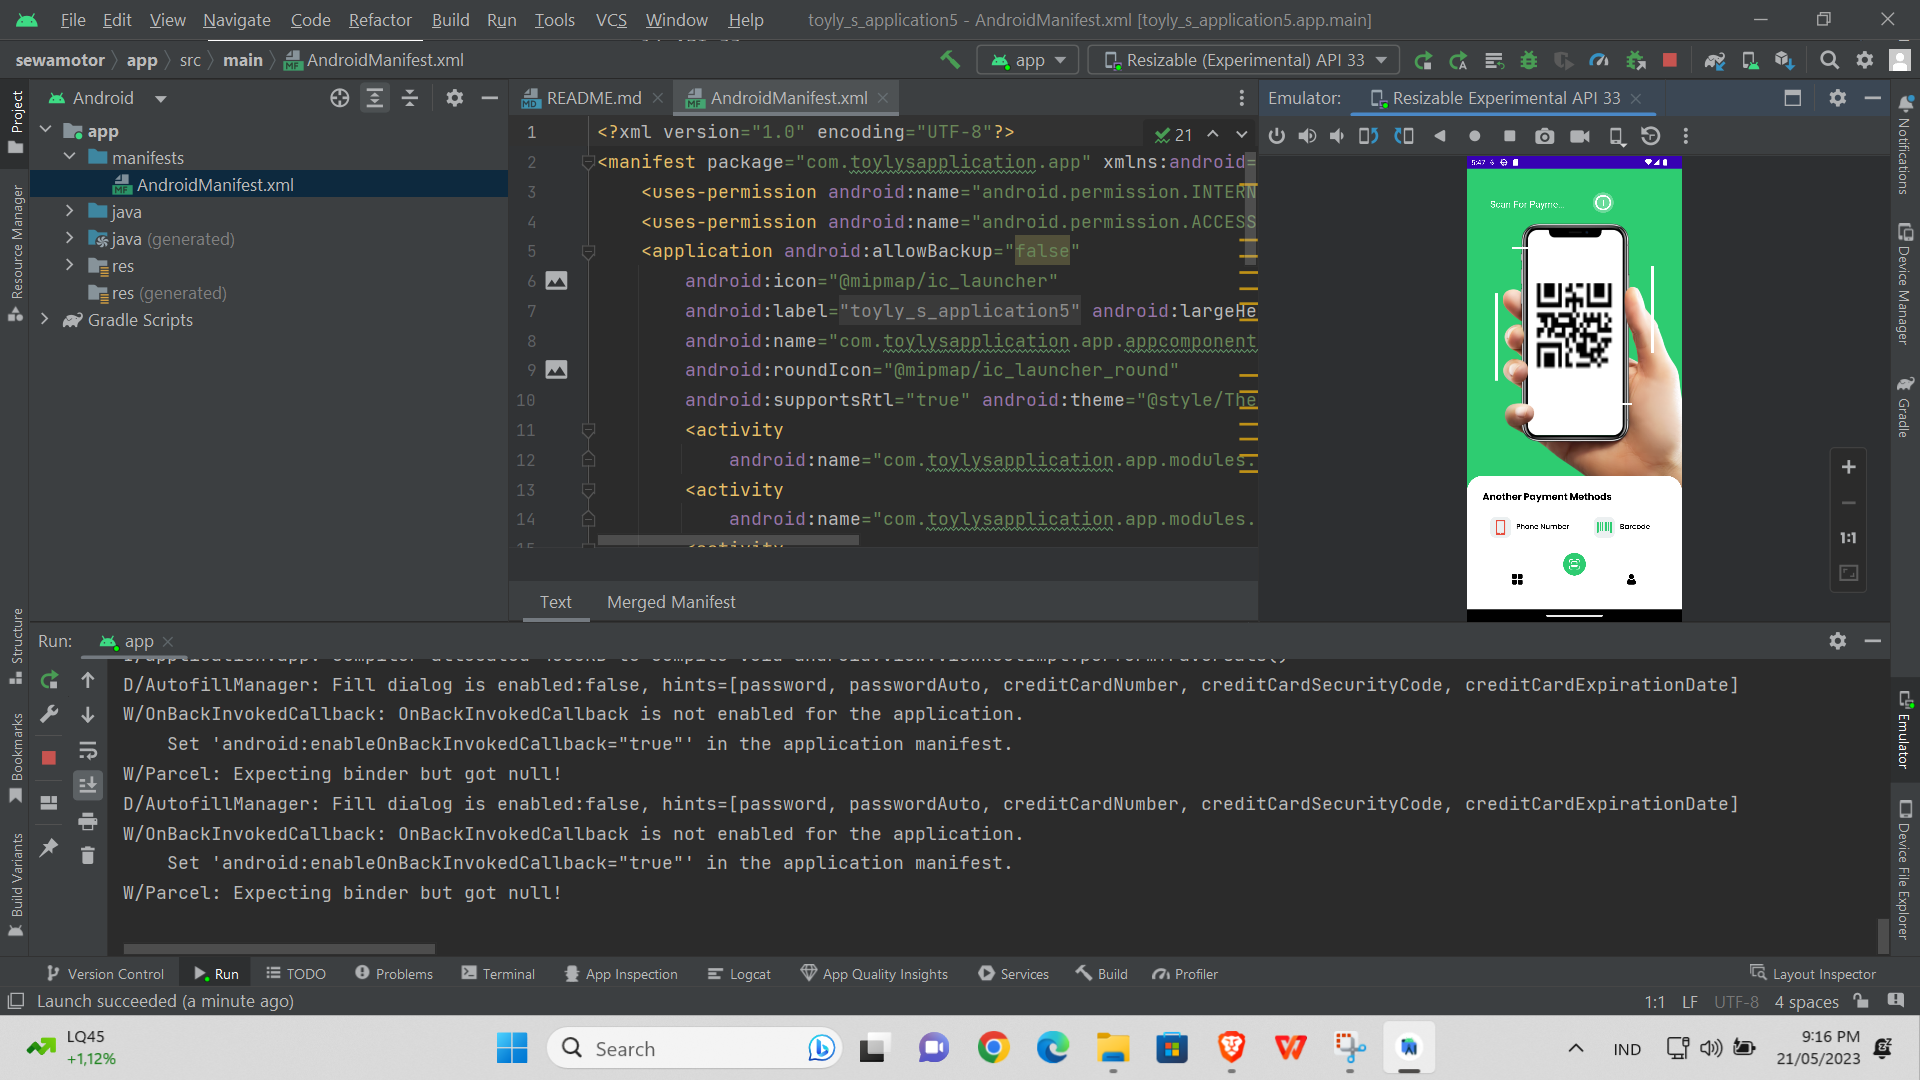 File Edit View Navigate Code Refactor Build Run Tools VCS Window Help toyly_s_application5 - AndroidManifest.xml [toyly_s_application5.app.main]
sewamotor app src main AndroidManifest.xml app Resizable (Experimental) API 33
Project
Android
README.md
AndroidManifest.xml
Emulator: Resizable Experimental API 33
app
manifests
AndroidManifest.xml
java
java (generated)
res
res (generated)
Gradle Scripts
Resource Manager
Structure
Bookmarks
Build Variants
21
1 <?xml version="1.0" encoding="UTF-8"?>
2 <manifest package="com.toylysapplication.app" xmlns:android=
3 <uses-permission android:name="android.permission.INTERN
4 <uses-permission android:name="android.permission.ACCESS
5 <application android:allowBackup="false"
6 android:icon="@mipmap/ic_launcher"
7 android:label="toyly_s_application5" android:largeHe
8 android:name="com.toylysapplication.app.appcomponent
9 android:roundIcon="@mipmap/ic_launcher_round"
10 android:supportsRtl="true" android:theme="@style/The
11 <activity
12 android:name="com.toylysapplication.app.modules.
13 <activity
14 android:name="com.toylysapplication.app.modules.
Text Merged Manifest
5:47
Scan For Payme...
Another Payment Methods
Phone Number Barcode
1:1
Notifications
Device Manager
Gradle
Emulator
Device File Explorer
Run: app
D/AutofillManager: Fill dialog is enabled:false, hints=[password, passwordAuto, creditCardNumber, creditCardSecurityCode, creditCardExpirationDate]
W/OnBackInvokedCallback: OnBackInvokedCallback is not enabled for the application.
Set 'android:enableOnBackInvokedCallback="true"' in the application manifest.
W/Parcel: Expecting binder but got null!
D/AutofillManager: Fill dialog is enabled:false, hints=[password, passwordAuto, creditCardNumber, creditCardSecurityCode, creditCardExpirationDate]
W/OnBackInvokedCallback: OnBackInvokedCallback is not enabled for the application.
Set 'android:enableOnBackInvokedCallback="true"' in the application manifest.
W/Parcel: Expecting binder but got null!
Version Control Run TODO Problems Terminal App Inspection Logcat App Quality Insights Services Build Profiler Layout Inspector
Launch succeeded (a minute ago) 1:1 LF UTF-8 4 spaces
LQ45
+1,12%
Search
IND
9:16 PM
21/05/2023